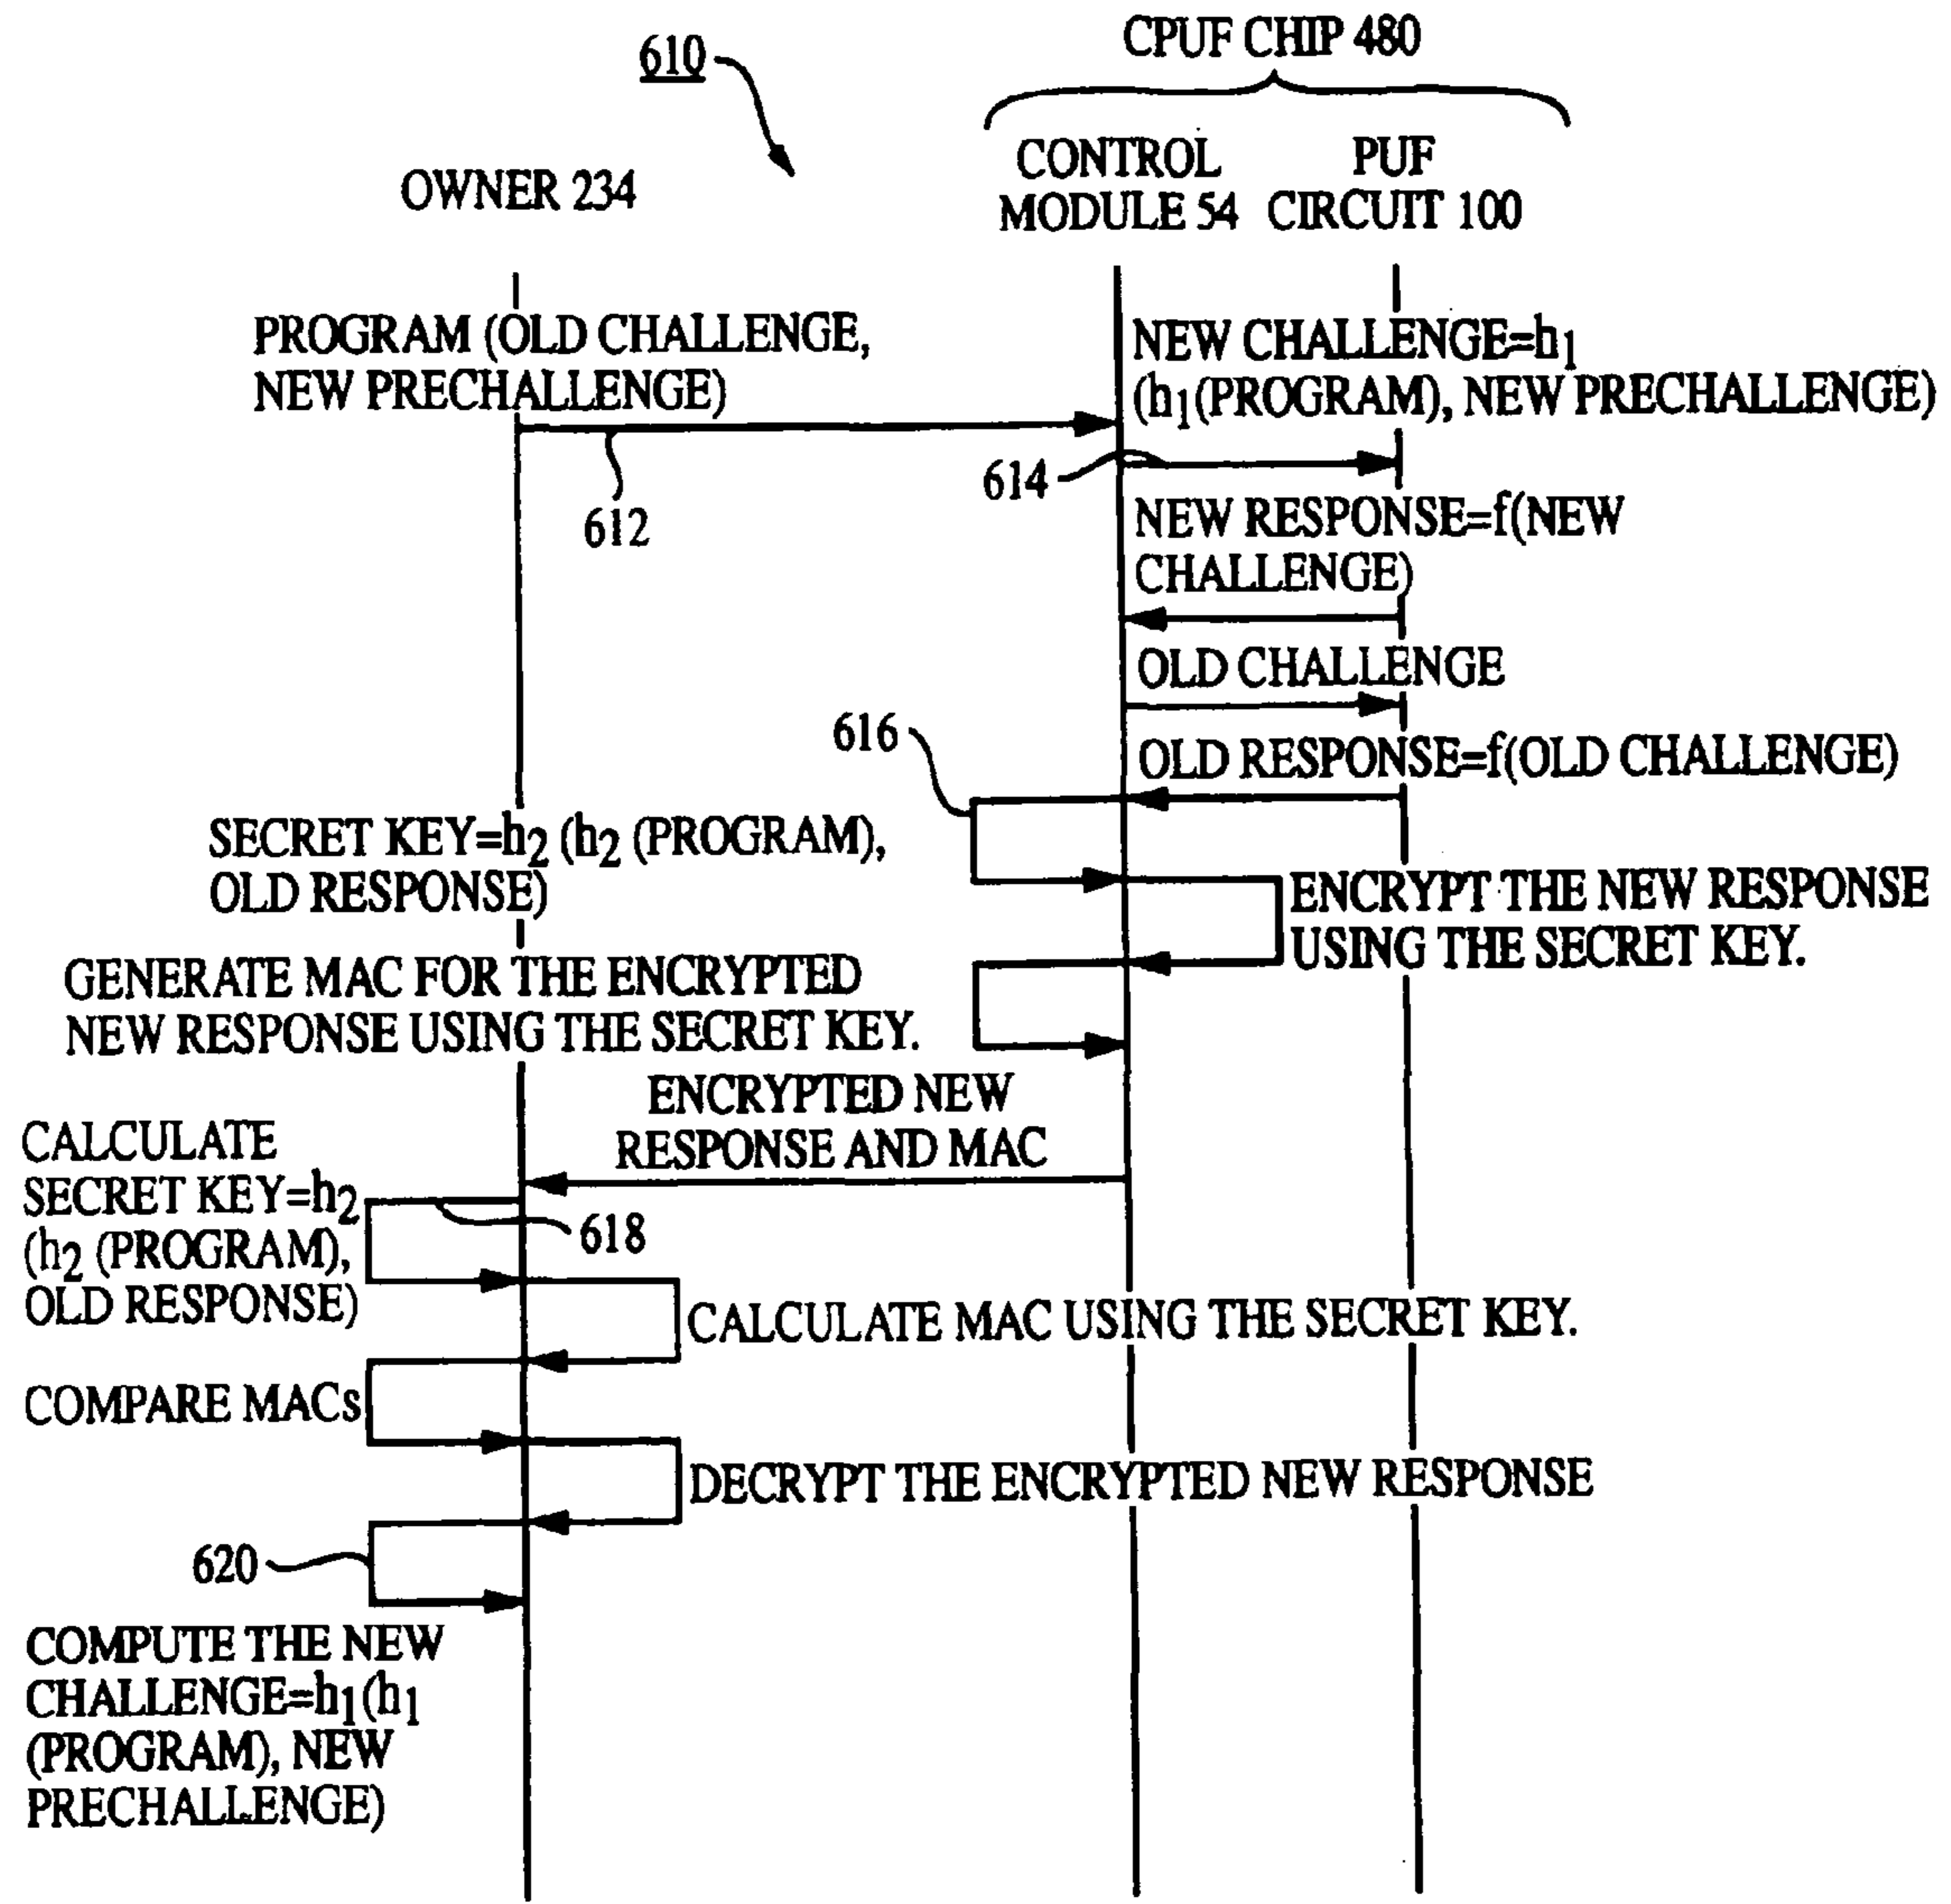 610
CPUF CHIP 480
OWNER 234
CONTROL
MODULE 54
PUF
CIRCUIT 100
PROGRAM (OLD CHALLENGE,
NEW PRECHALLENGE)
612
NEW CHALLENGE=h1
(h1(PROGRAM), NEW PRECHALLENGE)
614
NEW RESPONSE=f(NEW
CHALLENGE)
OLD CHALLENGE
616
OLD RESPONSE=f(OLD CHALLENGE)
SECRET KEY=h2 (h2 (PROGRAM),
OLD RESPONSE)
ENCRYPT THE NEW RESPONSE
USING THE SECRET KEY.
GENERATE MAC FOR THE ENCRYPTED
NEW RESPONSE USING THE SECRET KEY.
ENCRYPTED NEW
RESPONSE AND MAC
CALCULATE
SECRET KEY=h2
(h2 (PROGRAM),
OLD RESPONSE)
618
CALCULATE MAC USING THE SECRET KEY.
COMPARE MACs
DECRYPT THE ENCRYPTED NEW RESPONSE
620
COMPUTE THE NEW
CHALLENGE=h1(h1
(PROGRAM), NEW
PRECHALLENGE)